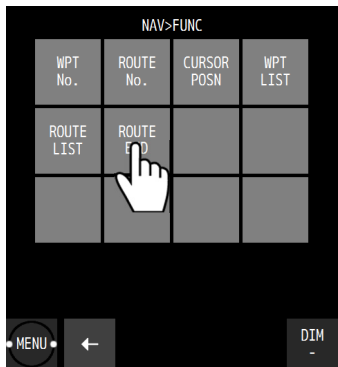 NAV>FUNC
WPT
No.
ROUTE
No.
CURSOR
POSN
WPT
LIST
ROUTE
LIST
ROUTE
MENU
DIM
-